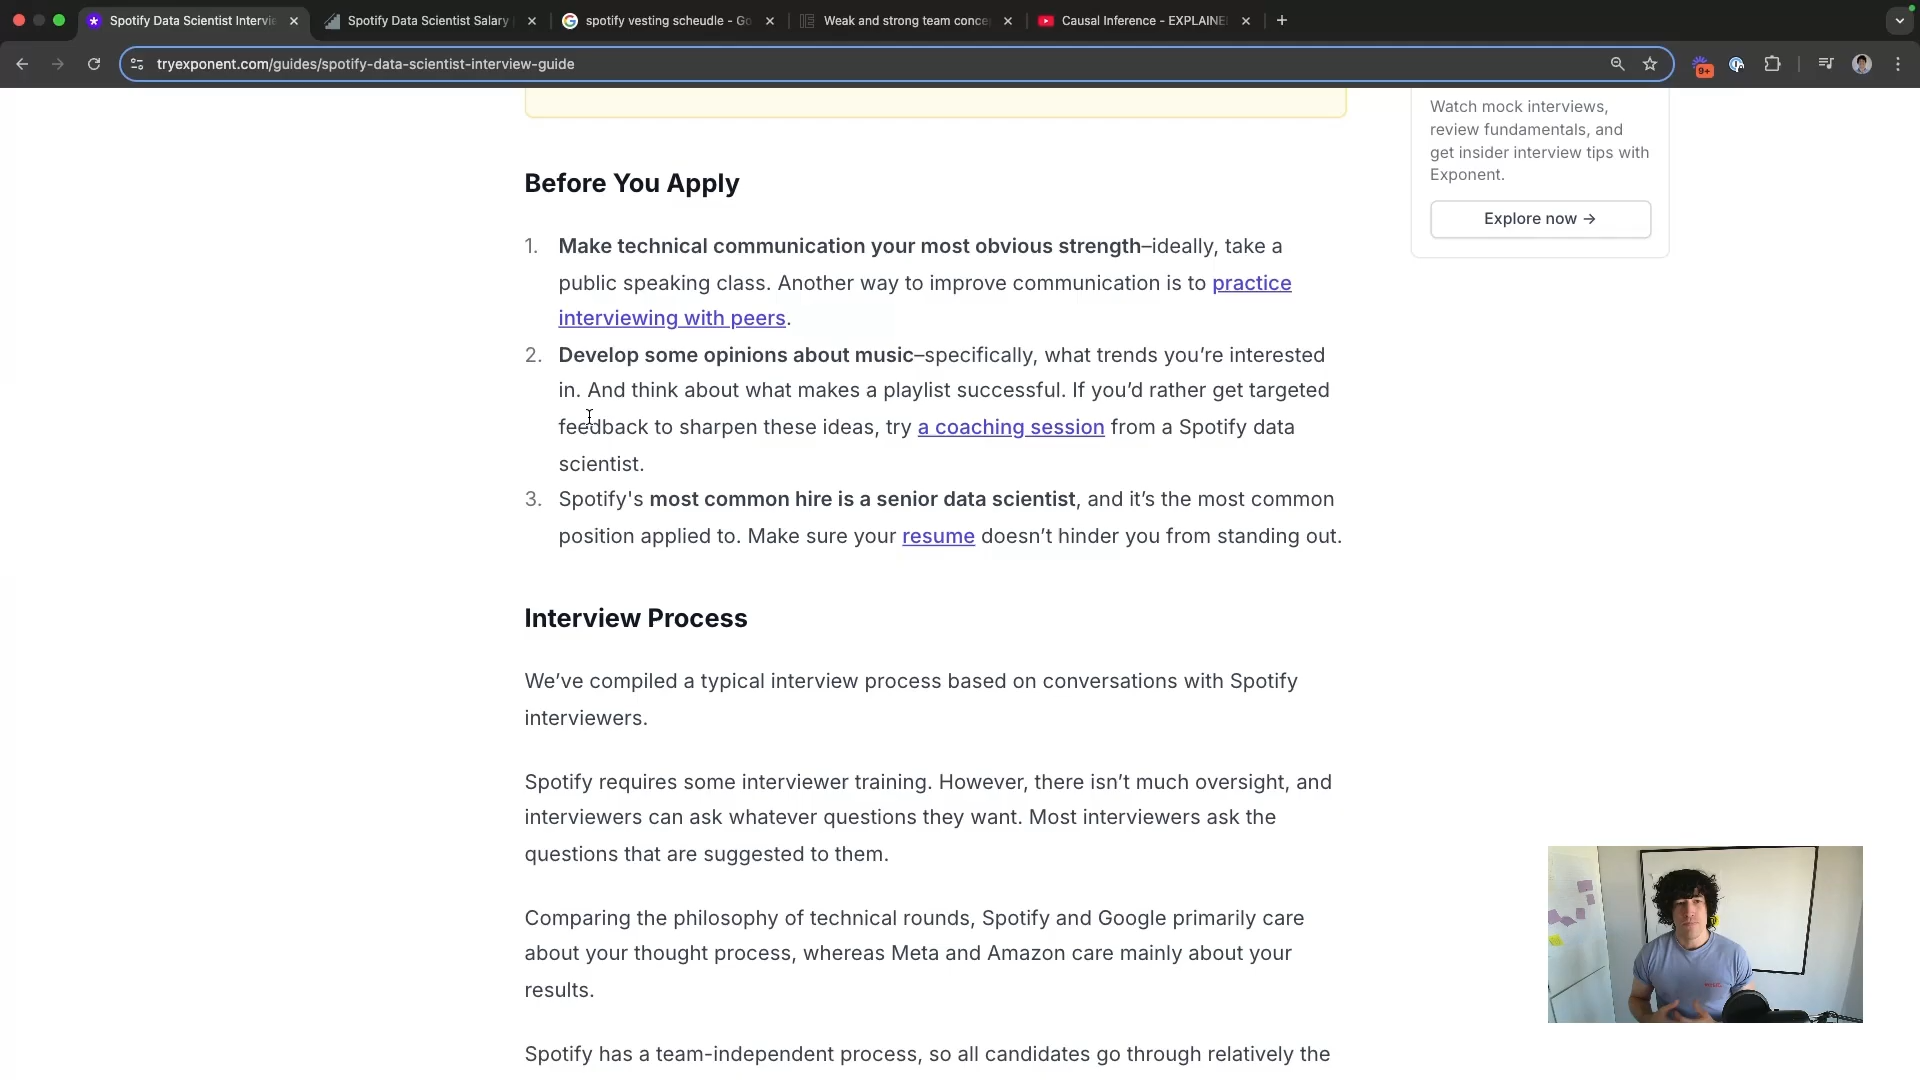 Spotify Data Scientist Intervie
Spotify Data Scientist Salary
spotify vesting scheudle - Go
Weak and strong team conce
Causal Inference - EXPLAINE
tryexponent.com/guides/spotify-data-scientist-interview-guide
9+
Watch mock interviews,
review fundamentals, and
get insider interview tips with
Exponent.
Explore now →
Before You Apply
1. Make technical communication your most obvious strength–ideally, take a
public speaking class. Another way to improve communication is to practice
interviewing with peers.
2. Develop some opinions about music–specifically, what trends you’re interested
in. And think about what makes a playlist successful. If you’d rather get targeted
feedback to sharpen these ideas, try a coaching session from a Spotify data
scientist.
3. Spotify's most common hire is a senior data scientist, and it’s the most common
position applied to. Make sure your resume doesn’t hinder you from standing out.
Interview Process
We’ve compiled a typical interview process based on conversations with Spotify
interviewers.
Spotify requires some interviewer training. However, there isn’t much oversight, and
interviewers can ask whatever questions they want. Most interviewers ask the
questions that are suggested to them.
Comparing the philosophy of technical rounds, Spotify and Google primarily care
about your thought process, whereas Meta and Amazon care mainly about your
results.
Spotify has a team-independent process, so all candidates go through relatively the